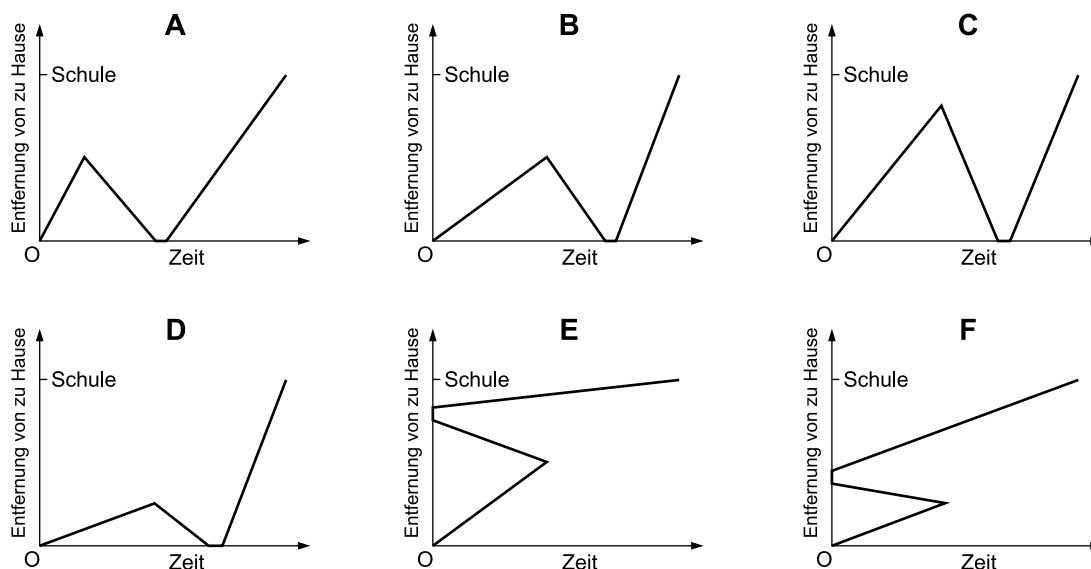 A
Entfernung von zu Hause
Schule
O
Zeit
B
Entfernung von zu Hause
Schule
O
Zeit
C
Entfernung von zu Hause
Schule
O
Zeit
D
Entfernung von zu Hause
Schule
O
Zeit
E
Entfernung von zu Hause
Schule
O
Zeit
F
Entfernung von zu Hause
Schule
O
Zeit